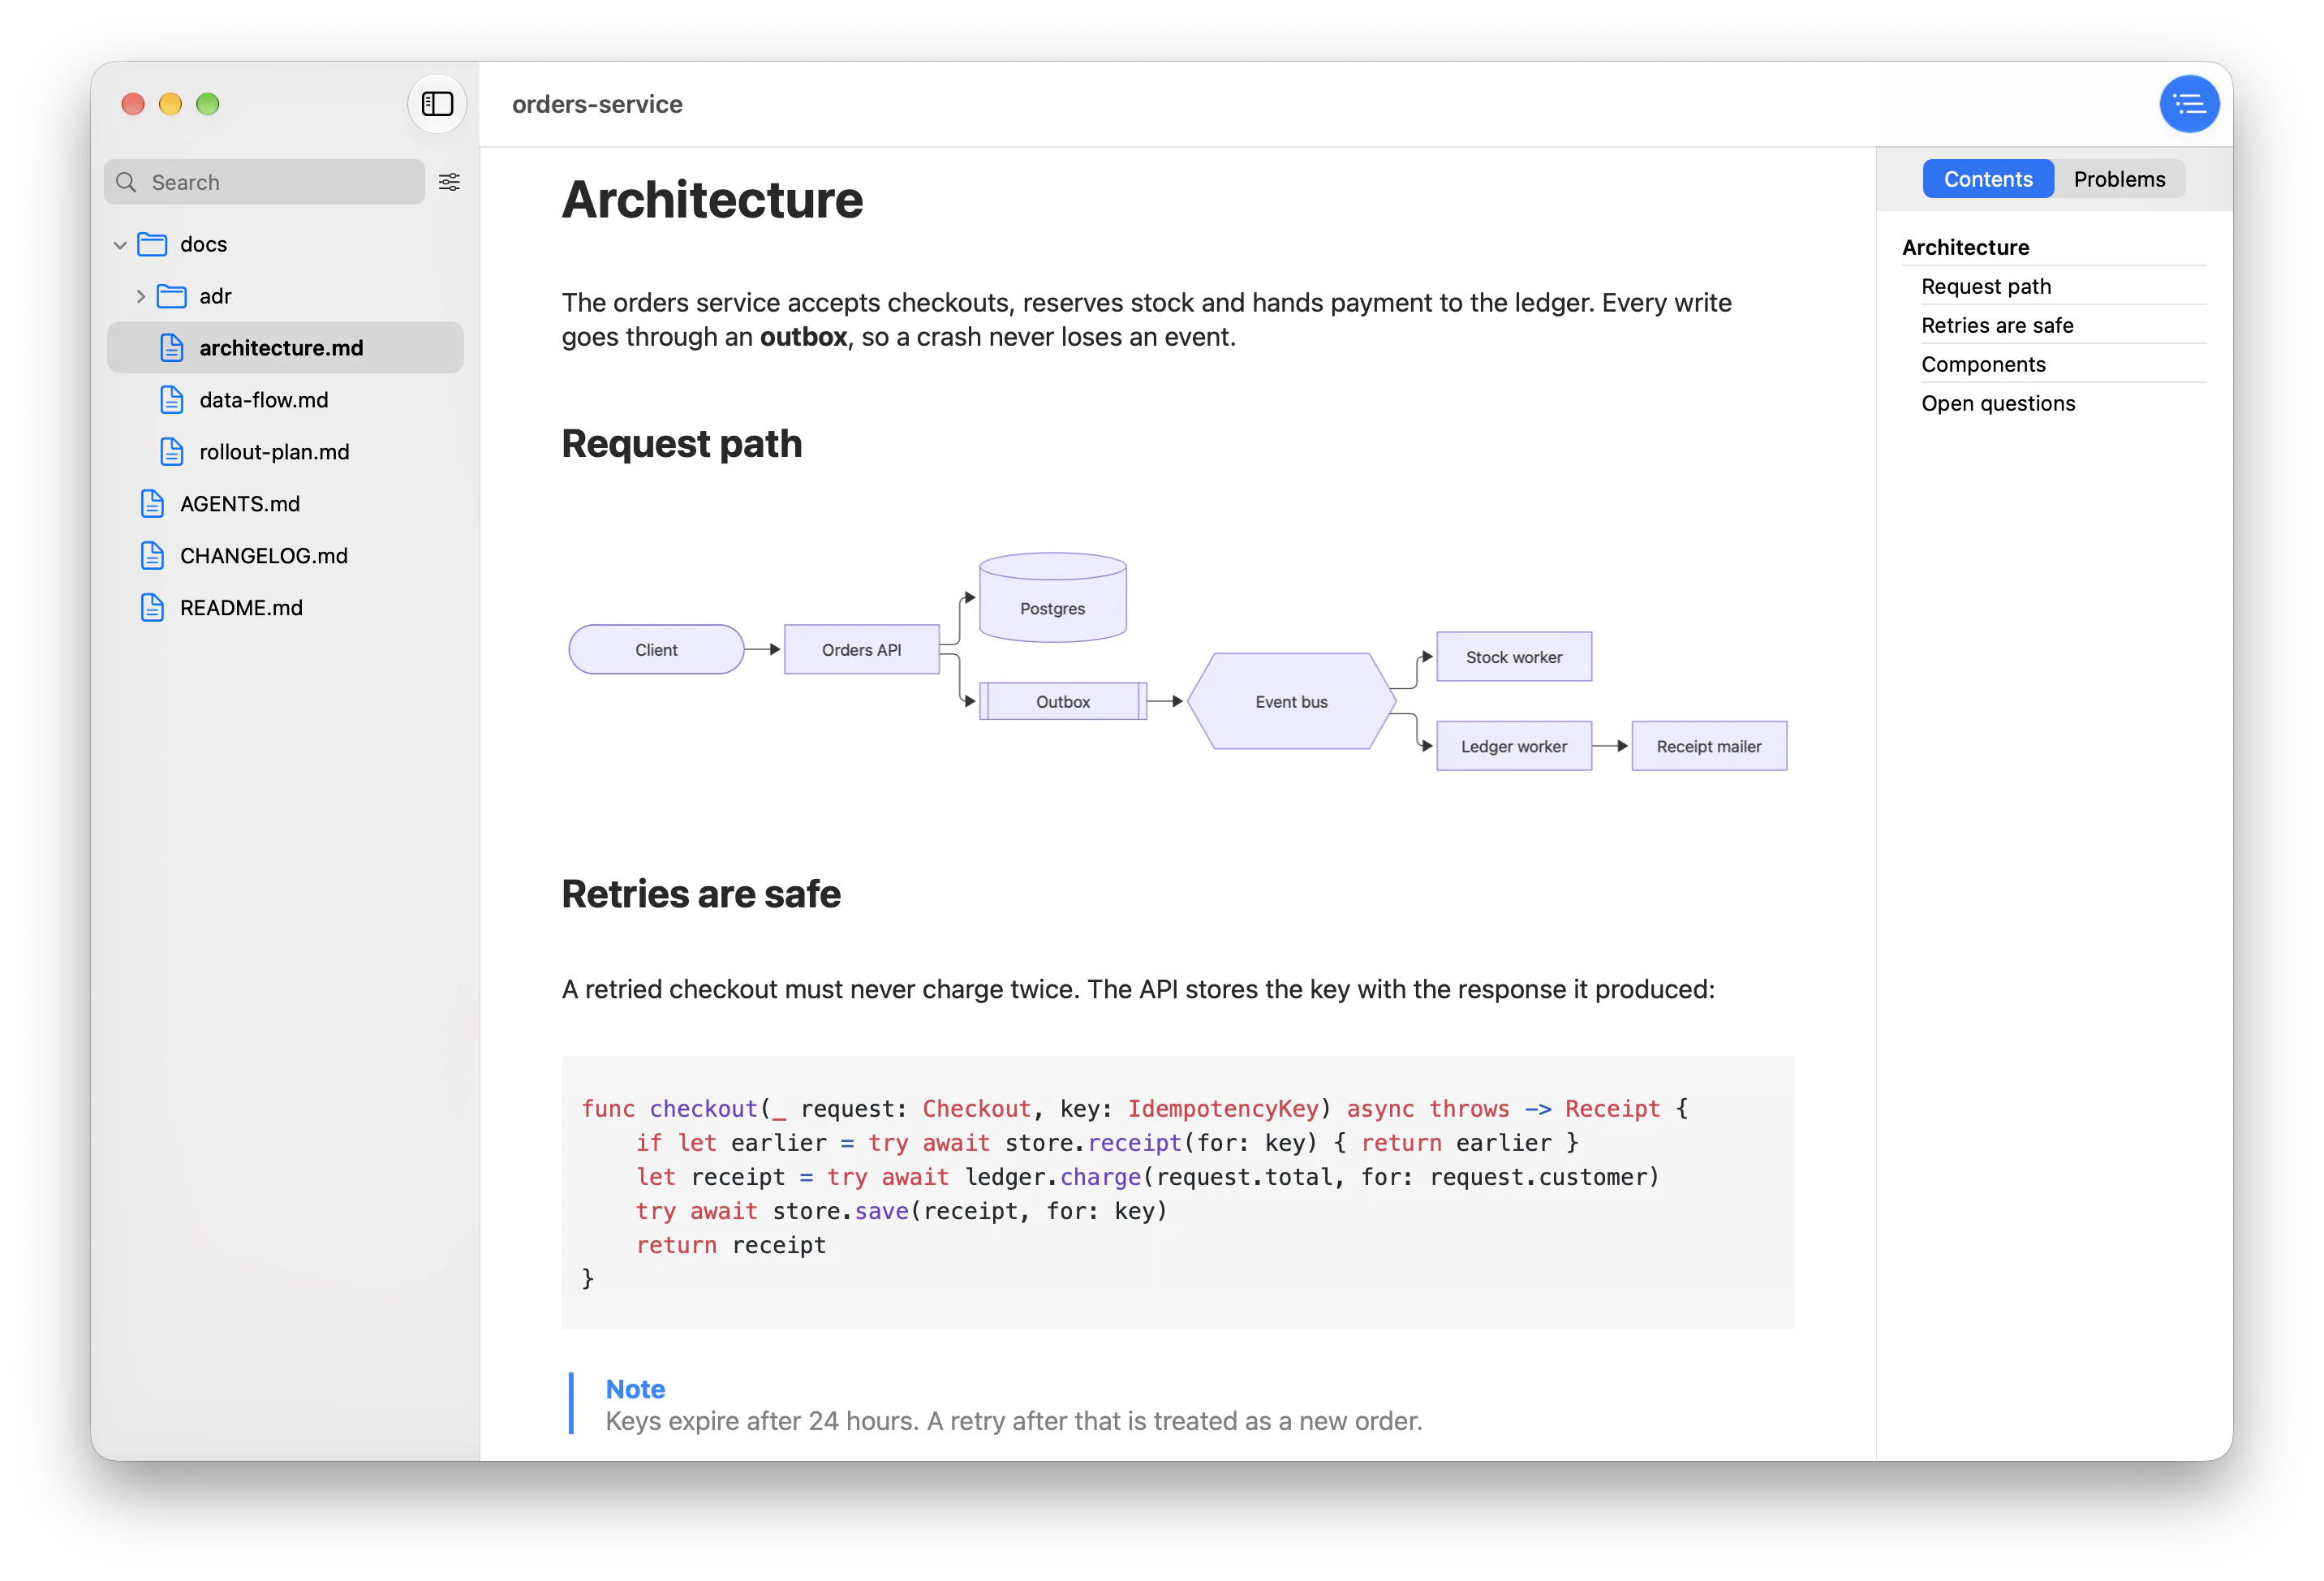 orders-service
Search
docs
adr
architecture.md
data-flow.md
rollout-plan.md
AGENTS.md
CHANGELOG.md
README.md
Architecture
The orders service accepts checkouts, reserves stock and hands payment to the ledger. Every write
goes through an outbox, so a crash never loses an event.
Request path
Client
Orders API
Postgres
Outbox
Event bus
Stock worker
Ledger worker
Receipt mailer
Retries are safe
A retried checkout must never charge twice. The API stores the key with the response it produced:
func checkout(_ request: Checkout, key: IdempotencyKey) async throws -> Receipt {
    if let earlier = try await store.receipt(for: key) { return earlier }
    let receipt = try await ledger.charge(request.total, for: request.customer)
    try await store.save(receipt, for: key)
    return receipt
}
Note
Keys expire after 24 hours. A retry after that is treated as a new order.
Contents
Problems
Architecture
Request path
Retries are safe
Components
Open questions